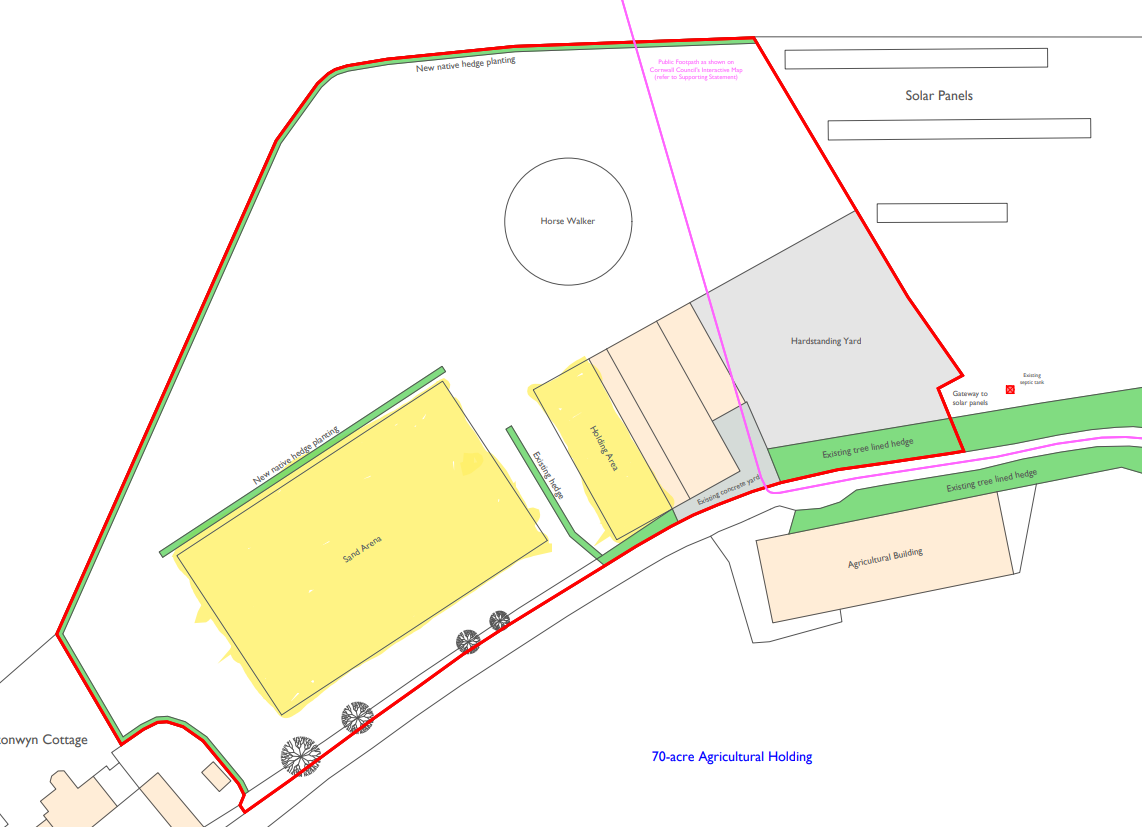 New native hedge planting
Public Footpath as shown on
Cornwall Council's Interactive Map
(refer to Supporting Statement)
Solar Panels
Horse Walker
Hardstanding Yard
Existing
septic tank
Gateway to
solar panels
New native hedge planting
Existing hedge
Holding Area
Existing tree lined hedge
Existing concrete yard
Existing tree lined hedge
Sand Arena
Agricultural Building
onwyn Cottage
70-acre Agricultural Holding